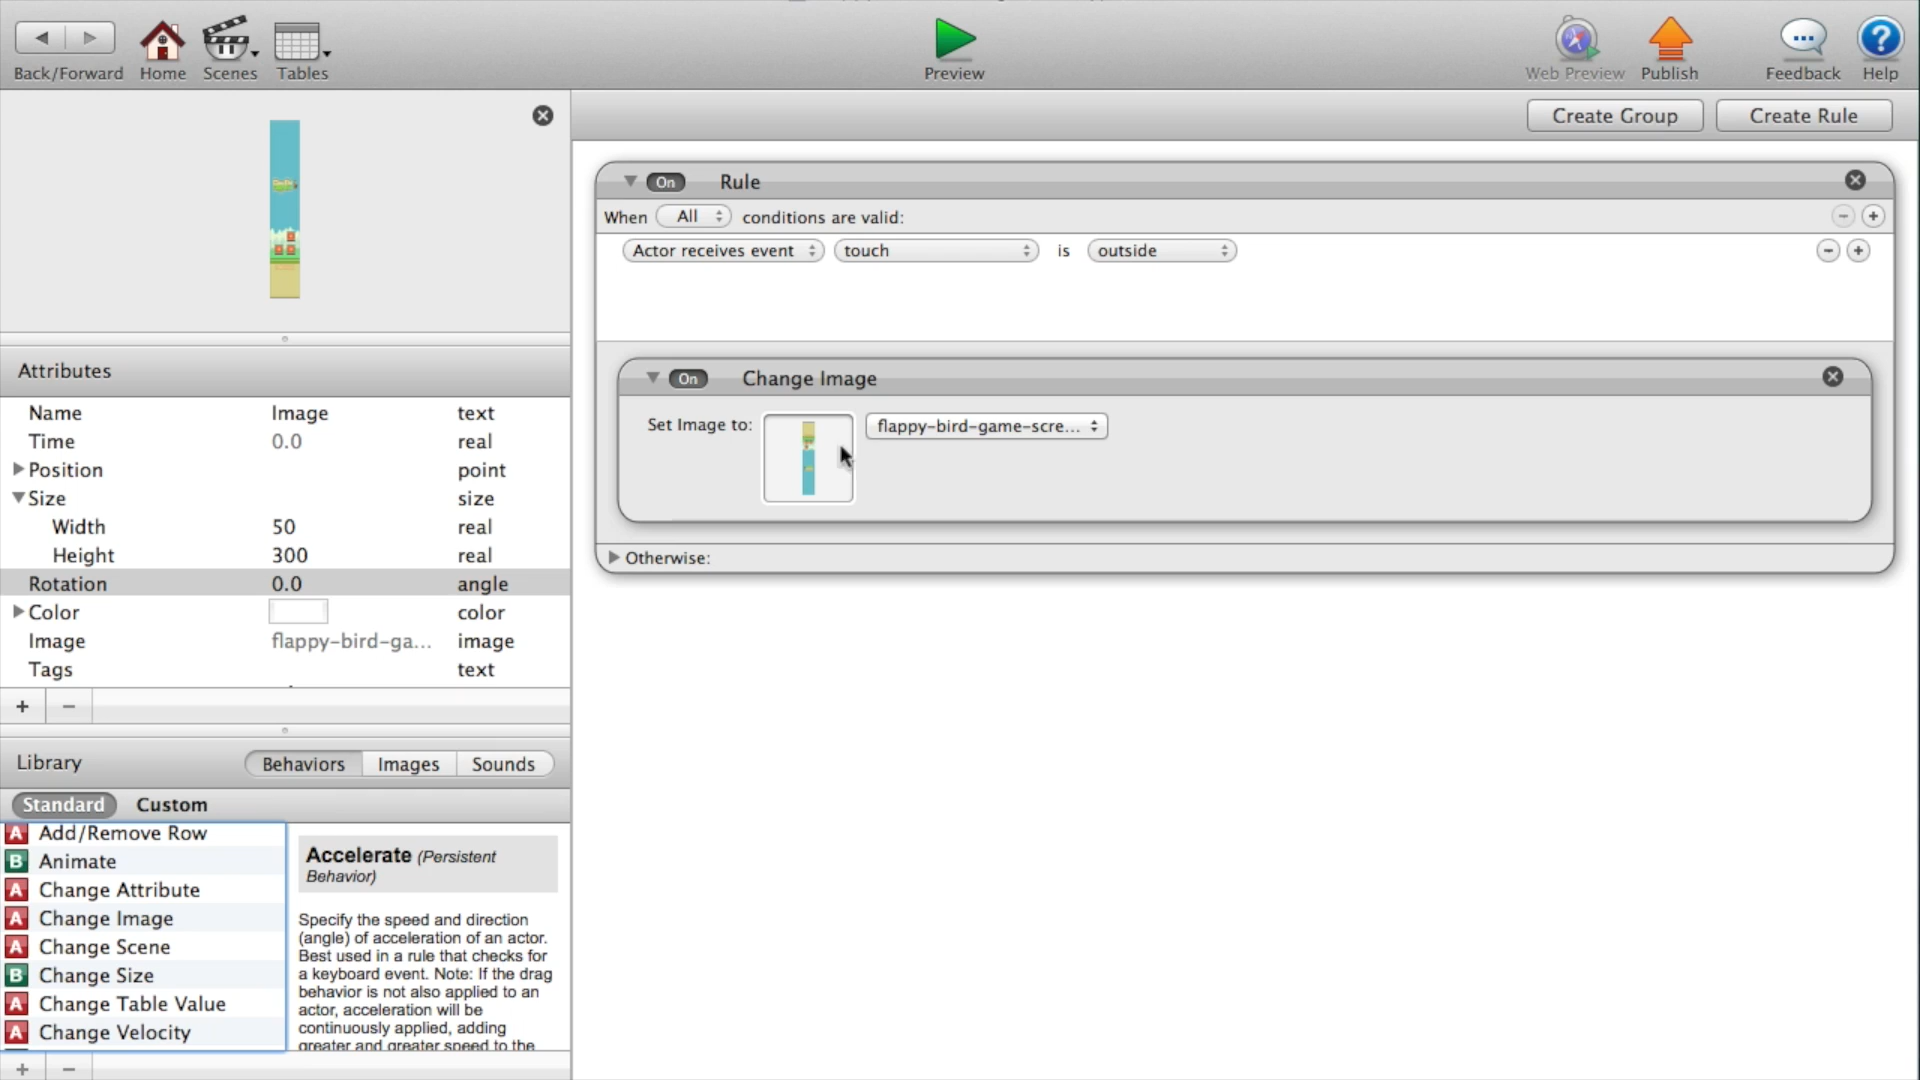 Back/Forward
Home
Scenes
Tables
Preview
Web Preview
Publish
Feedback
Help
Create Group
Create Rule
On Rule
When All conditions are valid:
Actor receives event touch is outside
On Change Image
Set Image to: flappy-bird-game-scre...
Otherwise:
Attributes
Name Image text
Time 0.0 real
Position point
Size size
Width 50 real
Height 300 real
Rotation 0.0 angle
Color color
Image flappy-bird-ga... image
Tags text
Library Behaviors Images Sounds
Standard Custom
A Add/Remove Row
B Animate
A Change Attribute
A Change Image
A Change Scene
B Change Size
A Change Table Value
A Change Velocity
Accelerate (Persistent
Behavior)
Specify the speed and direction
(angle) of acceleration of an actor.
Best used in a rule that checks for
a keyboard event. Note: If the drag
behavior is not also applied to an
actor, acceleration will be
continuously applied, adding
greater and greater speed to the